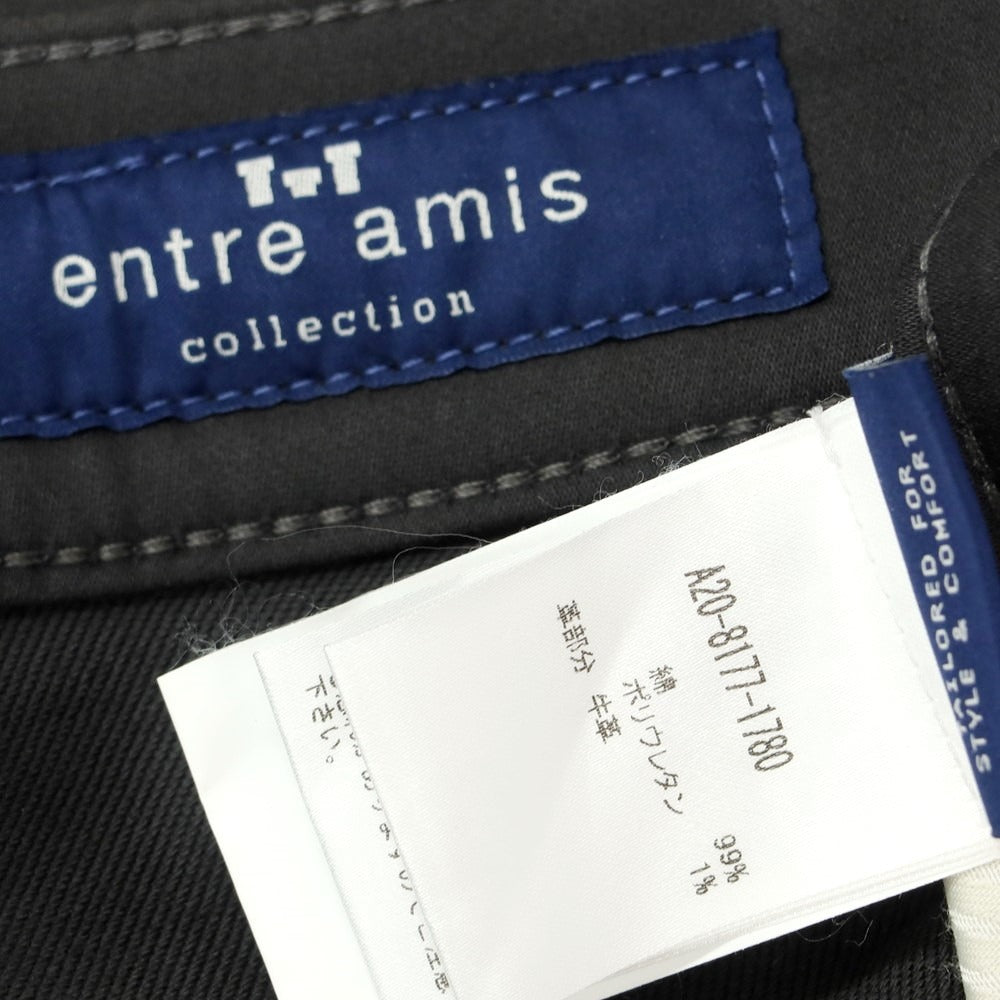 entre amis
collection
TAILORED FOR
STYLE & COMFORT
A20-8177-1780
綿 99%
ポリウレタン 1%
革部分 牛革
下さい。